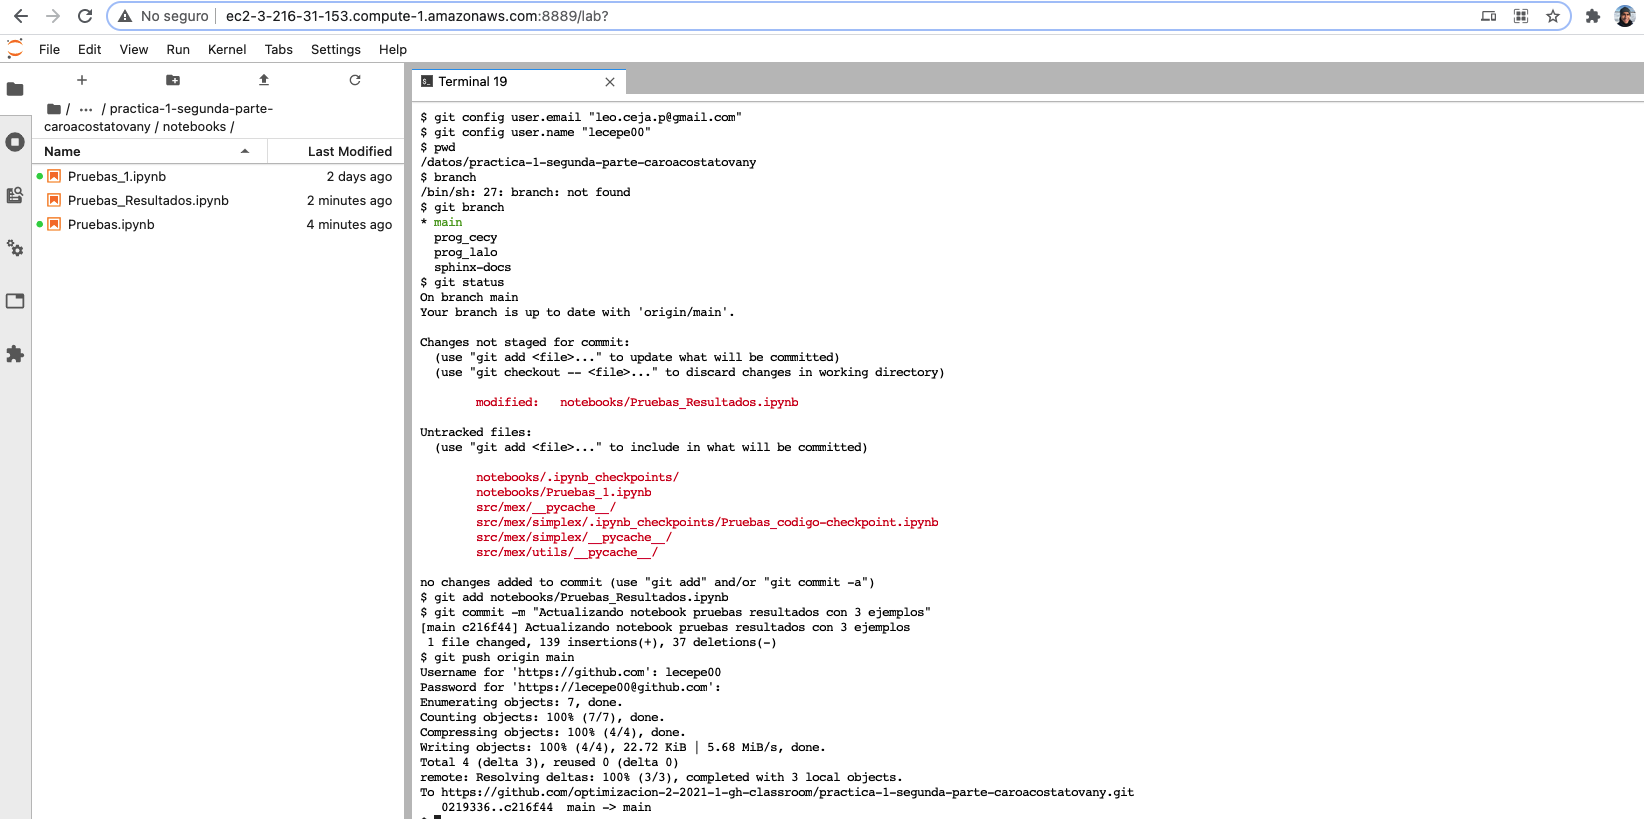 No seguro
ec2-3-216-31-153.compute-1.amazonaws.com:8889/lab?
File Edit View Run Kernel Tabs Settings Help
/ ... / practica-1-segunda-parte-
caroacostatovany / notebooks /
Name Last Modified
Pruebas_1.ipynb 2 days ago
Pruebas_Resultados.ipynb 2 minutes ago
Pruebas.ipynb 4 minutes ago
Terminal 19
$ git config user.email "leo.ceja.p@gmail.com"
$ git config user.name "lecepe00"
$ pwd
/datos/practica-1-segunda-parte-caroacostatovany
$ branch
/bin/sh: 27: branch: not found
$ git branch
* main
prog_cecy
prog_lalo
sphinx-docs
$ git status
On branch main
Your branch is up to date with 'origin/main'.
Changes not staged for commit:
(use "git add <file>..." to update what will be committed)
(use "git checkout -- <file>..." to discard changes in working directory)
modified: notebooks/Pruebas_Resultados.ipynb
Untracked files:
(use "git add <file>..." to include in what will be committed)
notebooks/.ipynb_checkpoints/
notebooks/Pruebas_1.ipynb
src/mex/__pycache__/
src/mex/simplex/.ipynb_checkpoints/Pruebas_codigo-checkpoint.ipynb
src/mex/simplex/__pycache__/
src/mex/utils/__pycache__/
no changes added to commit (use "git add" and/or "git commit -a")
$ git add notebooks/Pruebas_Resultados.ipynb
$ git commit -m "Actualizando notebook pruebas resultados con 3 ejemplos"
[main c216f44] Actualizando notebook pruebas resultados con 3 ejemplos
1 file changed, 139 insertions(+), 37 deletions(-)
$ git push origin main
Username for 'https://github.com': lecepe00
Password for 'https://lecepe00@github.com':
Enumerating objects: 7, done.
Counting objects: 100% (7/7), done.
Compressing objects: 100% (4/4), done.
Writing objects: 100% (4/4), 22.72 KiB | 5.68 MiB/s, done.
Total 4 (delta 3), reused 0 (delta 0)
remote: Resolving deltas: 100% (3/3), completed with 3 local objects.
To https://github.com/optimizacion-2-2021-1-gh-classroom/practica-1-segunda-parte-caroacostatovany.git
0219336..c216f44 main -> main